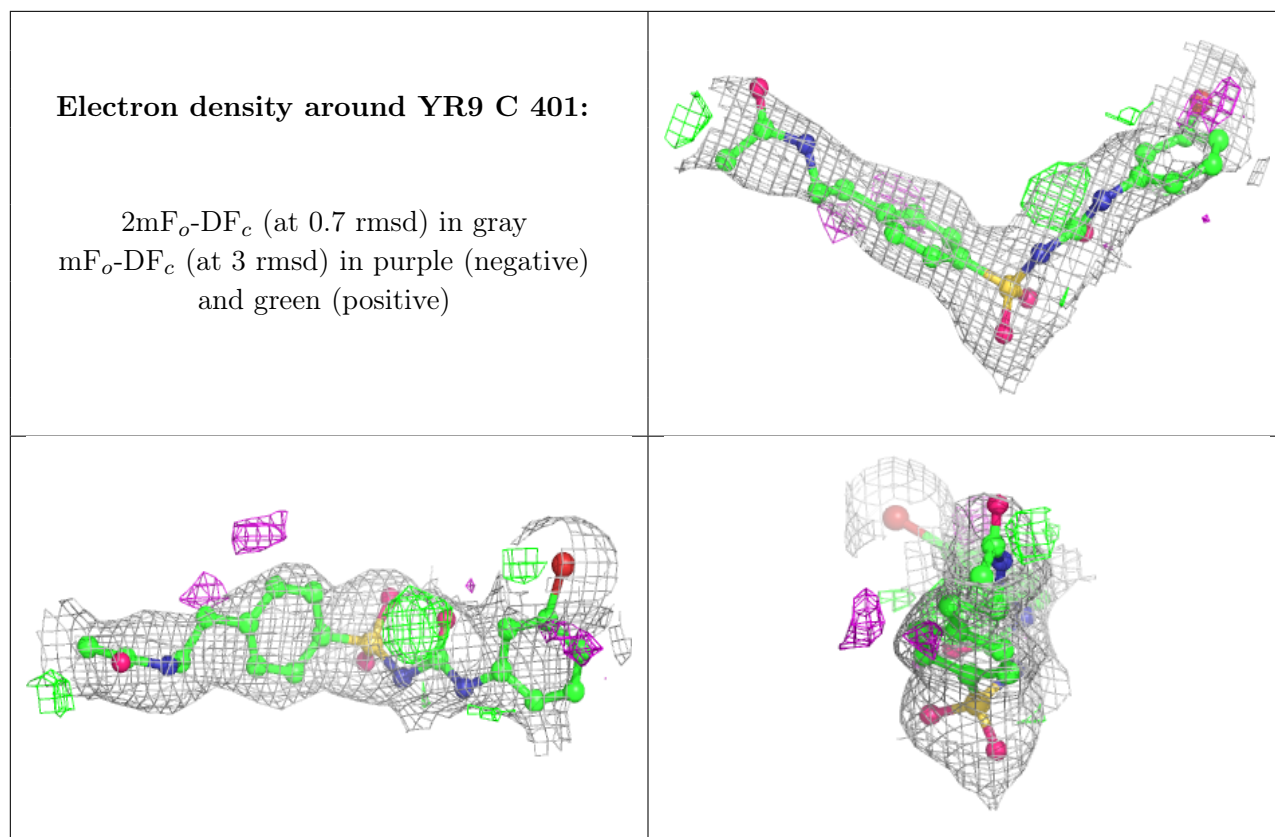 Electron density around YR9 C 401:
2mFo-DFc (at 0.7 rmsd) in gray
mFo-DFc (at 3 rmsd) in purple (negative)
and green (positive)